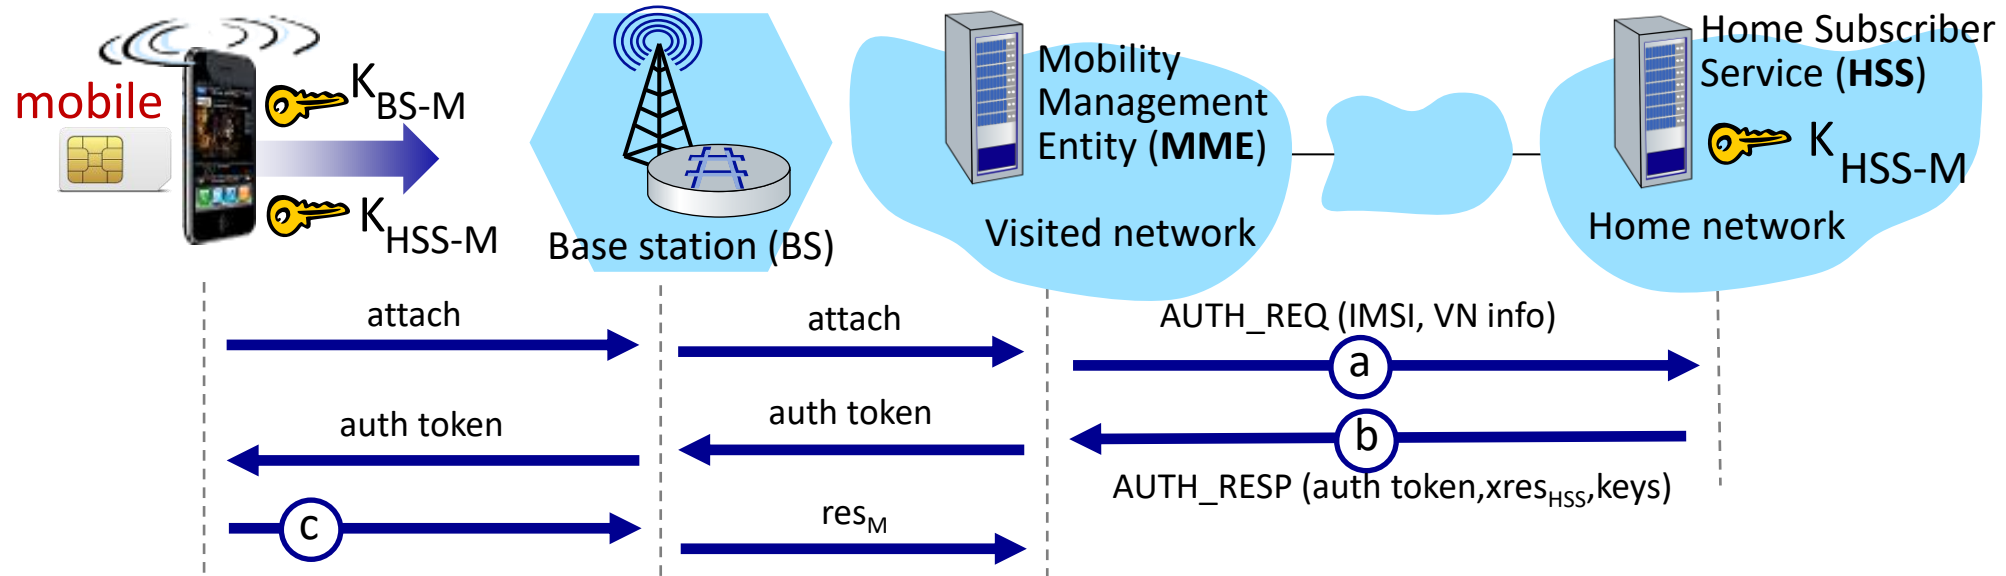 mobile
K BS-M
K HSS-M
Base station (BS)
Mobility
Management
Entity (MME)
Visited network
Home Subscriber
Service (HSS)
K HSS-M
Home network
attach
attach
AUTH_REQ (IMSI, VN info)
a
auth token
auth token
b
AUTH_RESP (auth token,xresHSS,keys)
c
resM